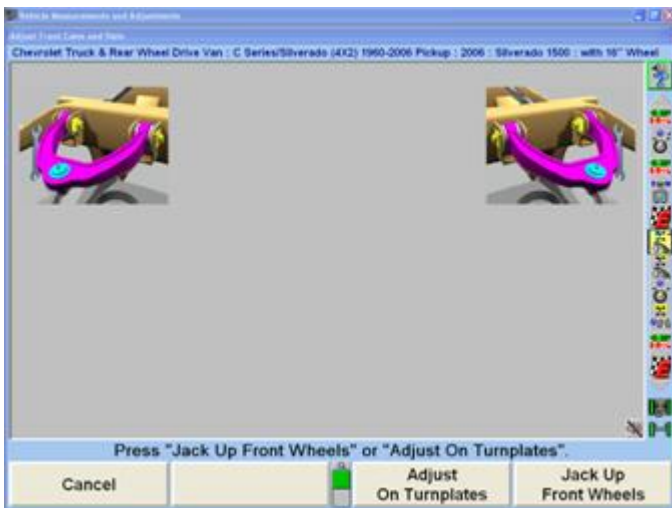 Vehicle Measurements and Adjustments
Adjust Front Camber and Caster
Chevrolet Truck & Rear Wheel Drive Van : C Series/Silverado (4X2) 1960-2006 Pickup : 2006 : Silverado 1500 : with 16" Wheel
Press "Jack Up Front Wheels" or "Adjust On Turnplates".
Cancel
Adjust
On Turnplates
Jack Up
Front Wheels